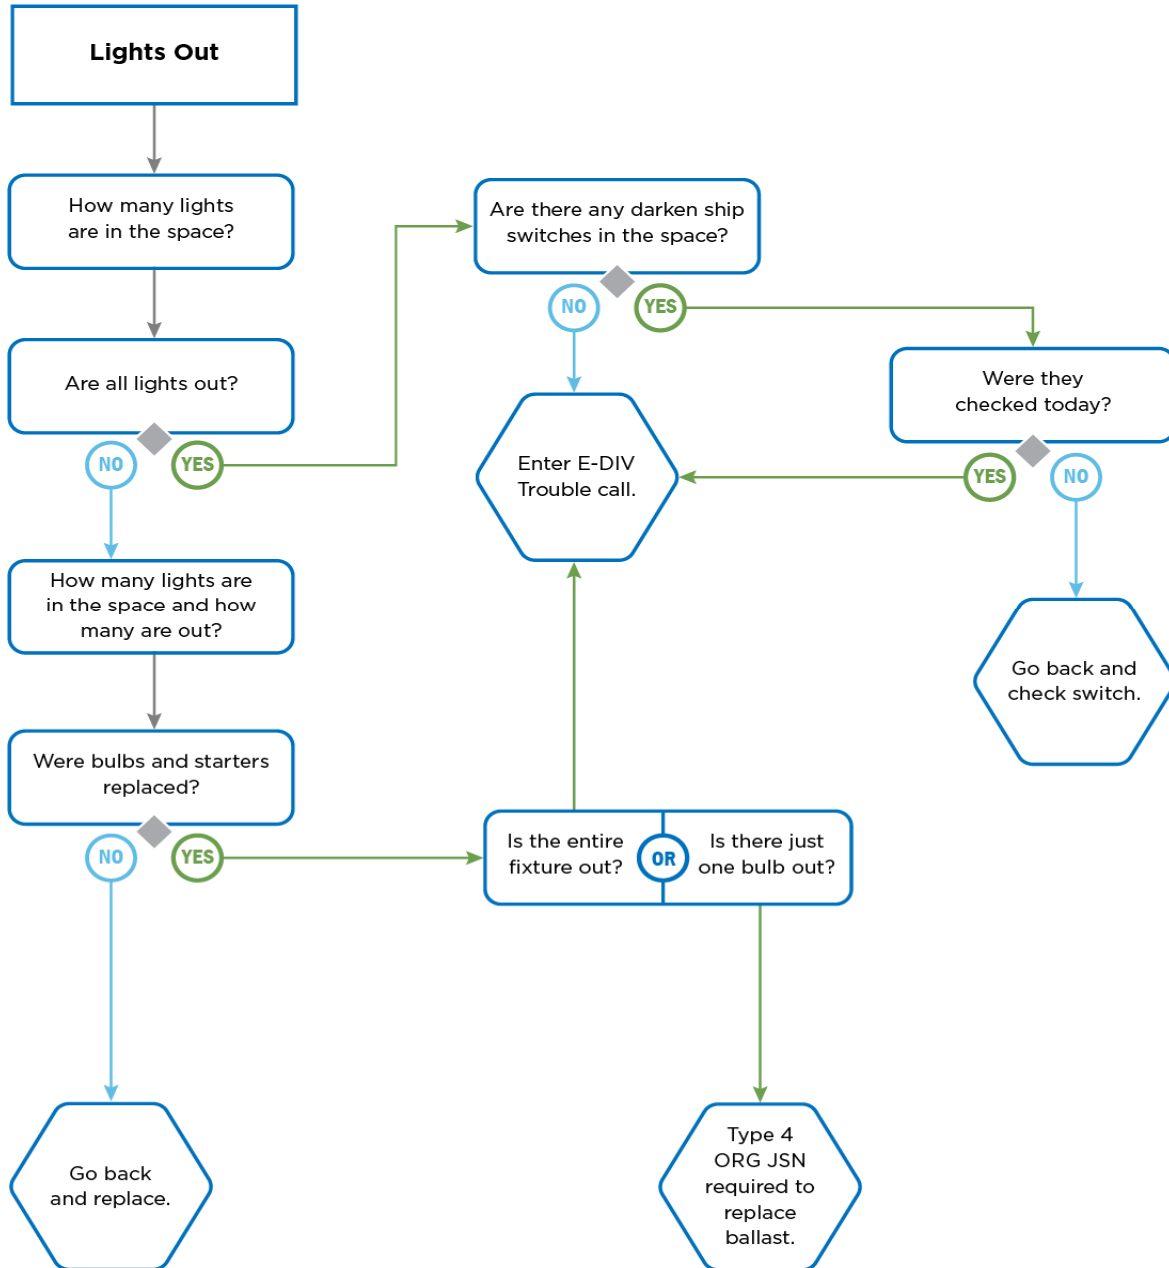 Lights Out
How many lights
are in the space?
Are all lights out?
NO
YES
How many lights are
in the space and how
many are out?
Were bulbs and starters
replaced?
NO
YES
Go back
and replace.
Are there any darken ship
switches in the space?
NO
YES
Enter E-DIV
Trouble call.
Were they
checked today?
YES
NO
Go back and
check switch.
Is the entire
fixture out?
OR
Is there just
one bulb out?
Type 4
ORG JSN
required to
replace
ballast.